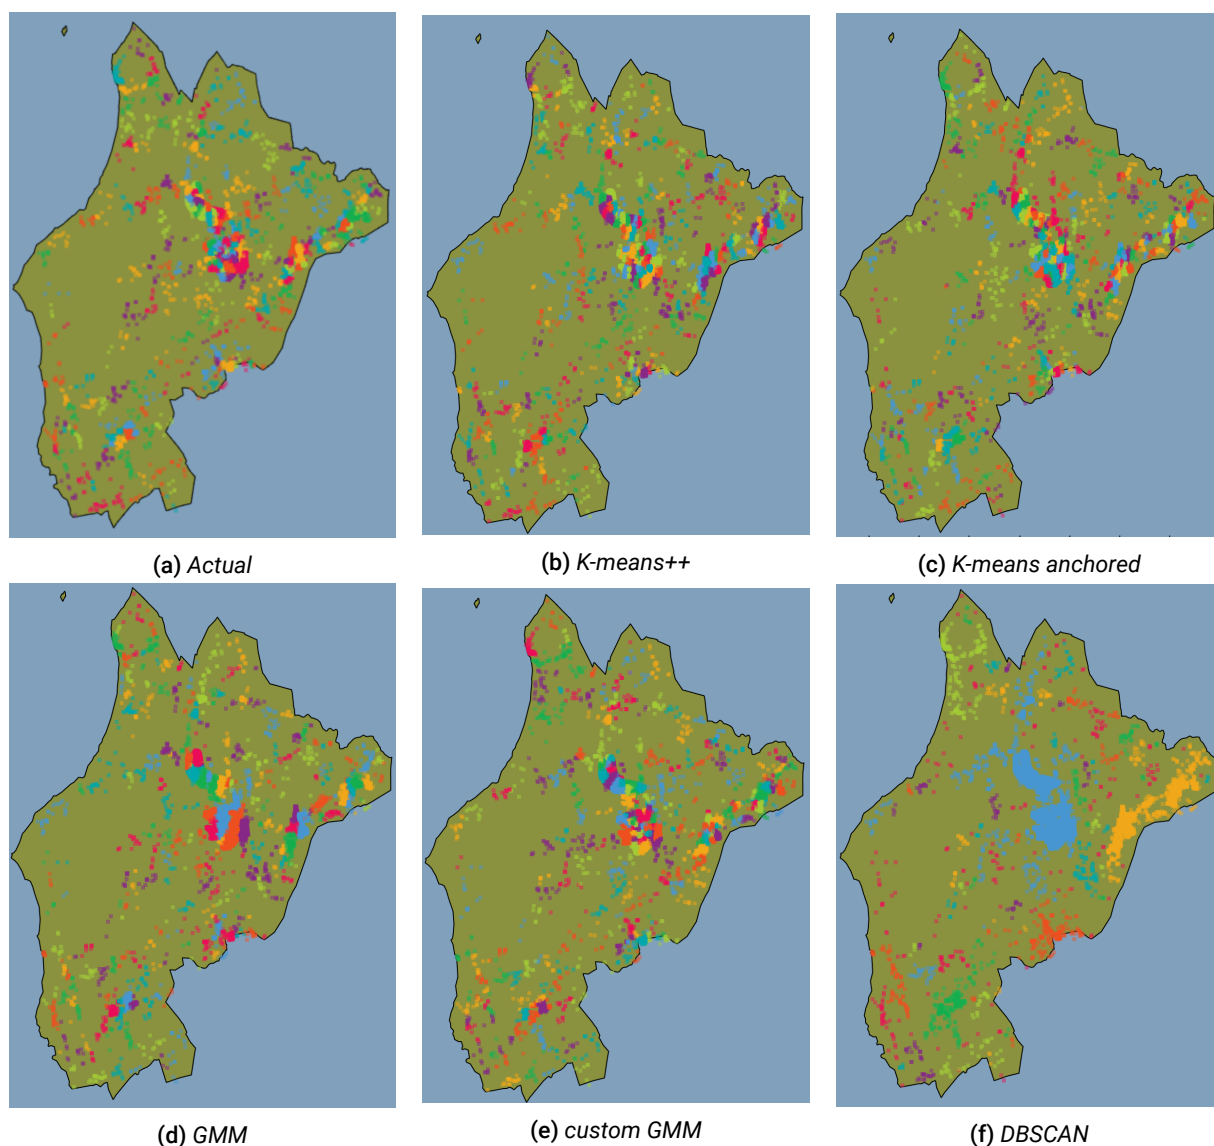 (a) Actual
(b) K-means++
(c) K-means anchored
(d) GMM
(e) custom GMM
(f) DBSCAN